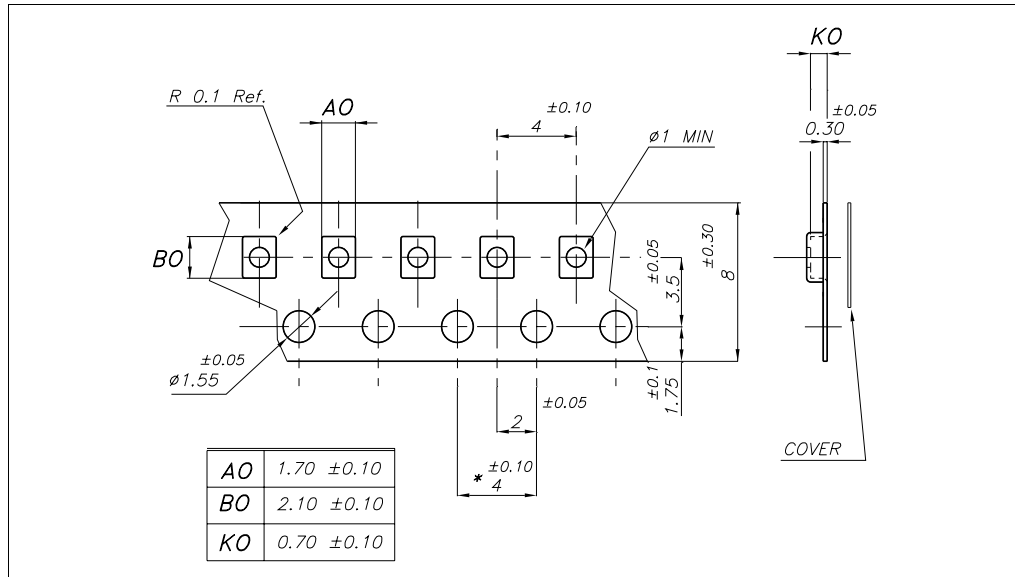 KO
R 0.1 Ref.
AO
±0.10
4
ø1 MIN
±0.05
0.30
BO
±0.05
3.5
±0.30
8
±0.05
ø1.55
±0.1
1.75
±0.05
2
±0.10
* 4
COVER
AO 1.70 ±0.10
BO 2.10 ±0.10
KO 0.70 ±0.10